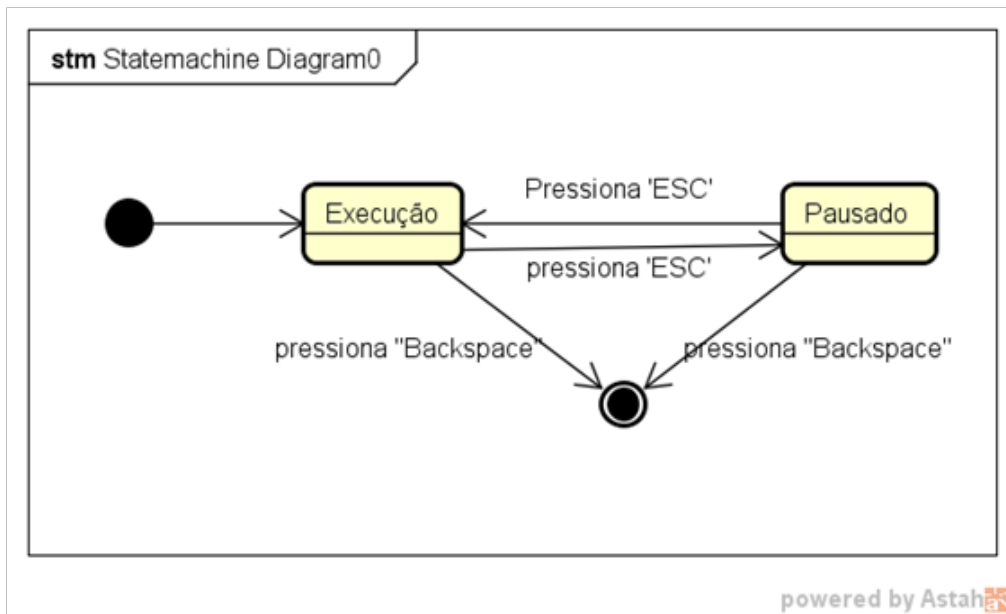 stm Statemachine Diagram0
Pressiona 'ESC'
Execução
Pausado
pressiona 'ESC'
pressiona "Backspace"
pressiona "Backspace"
powered by Astah